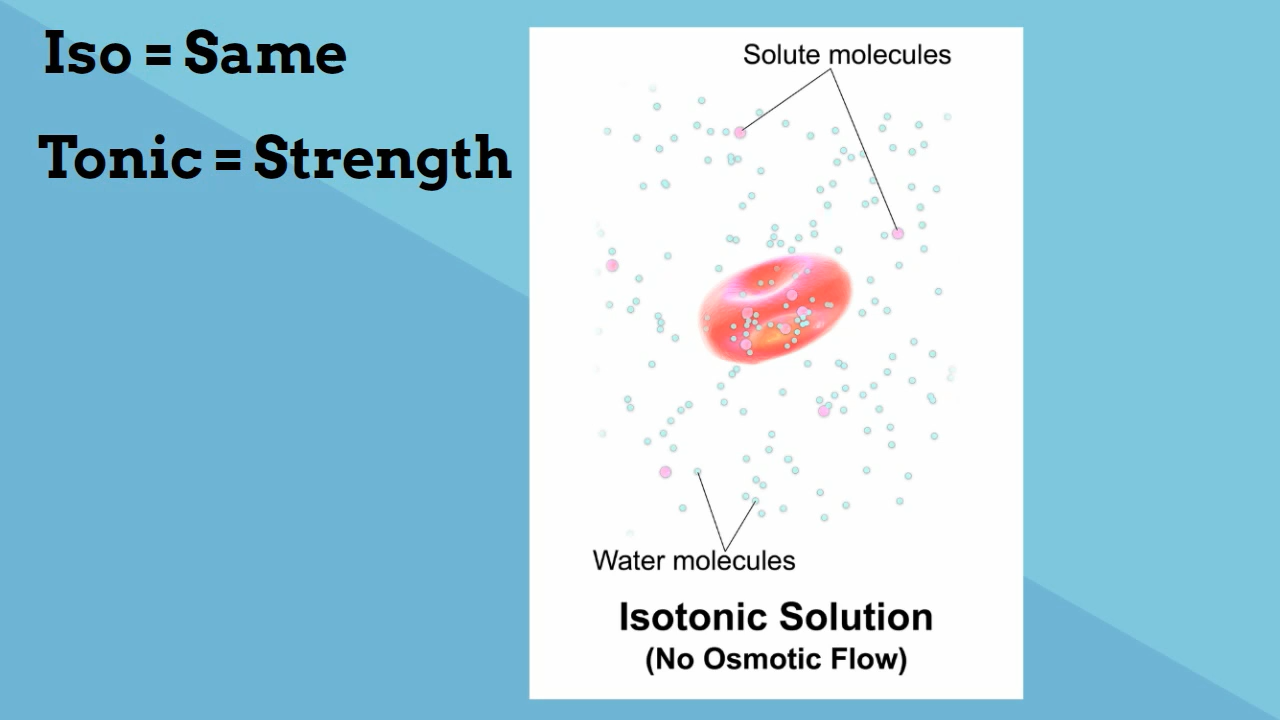 Iso = Same
Tonic = Strength
Solute molecules
Water molecules
Isotonic Solution
(No Osmotic Flow)